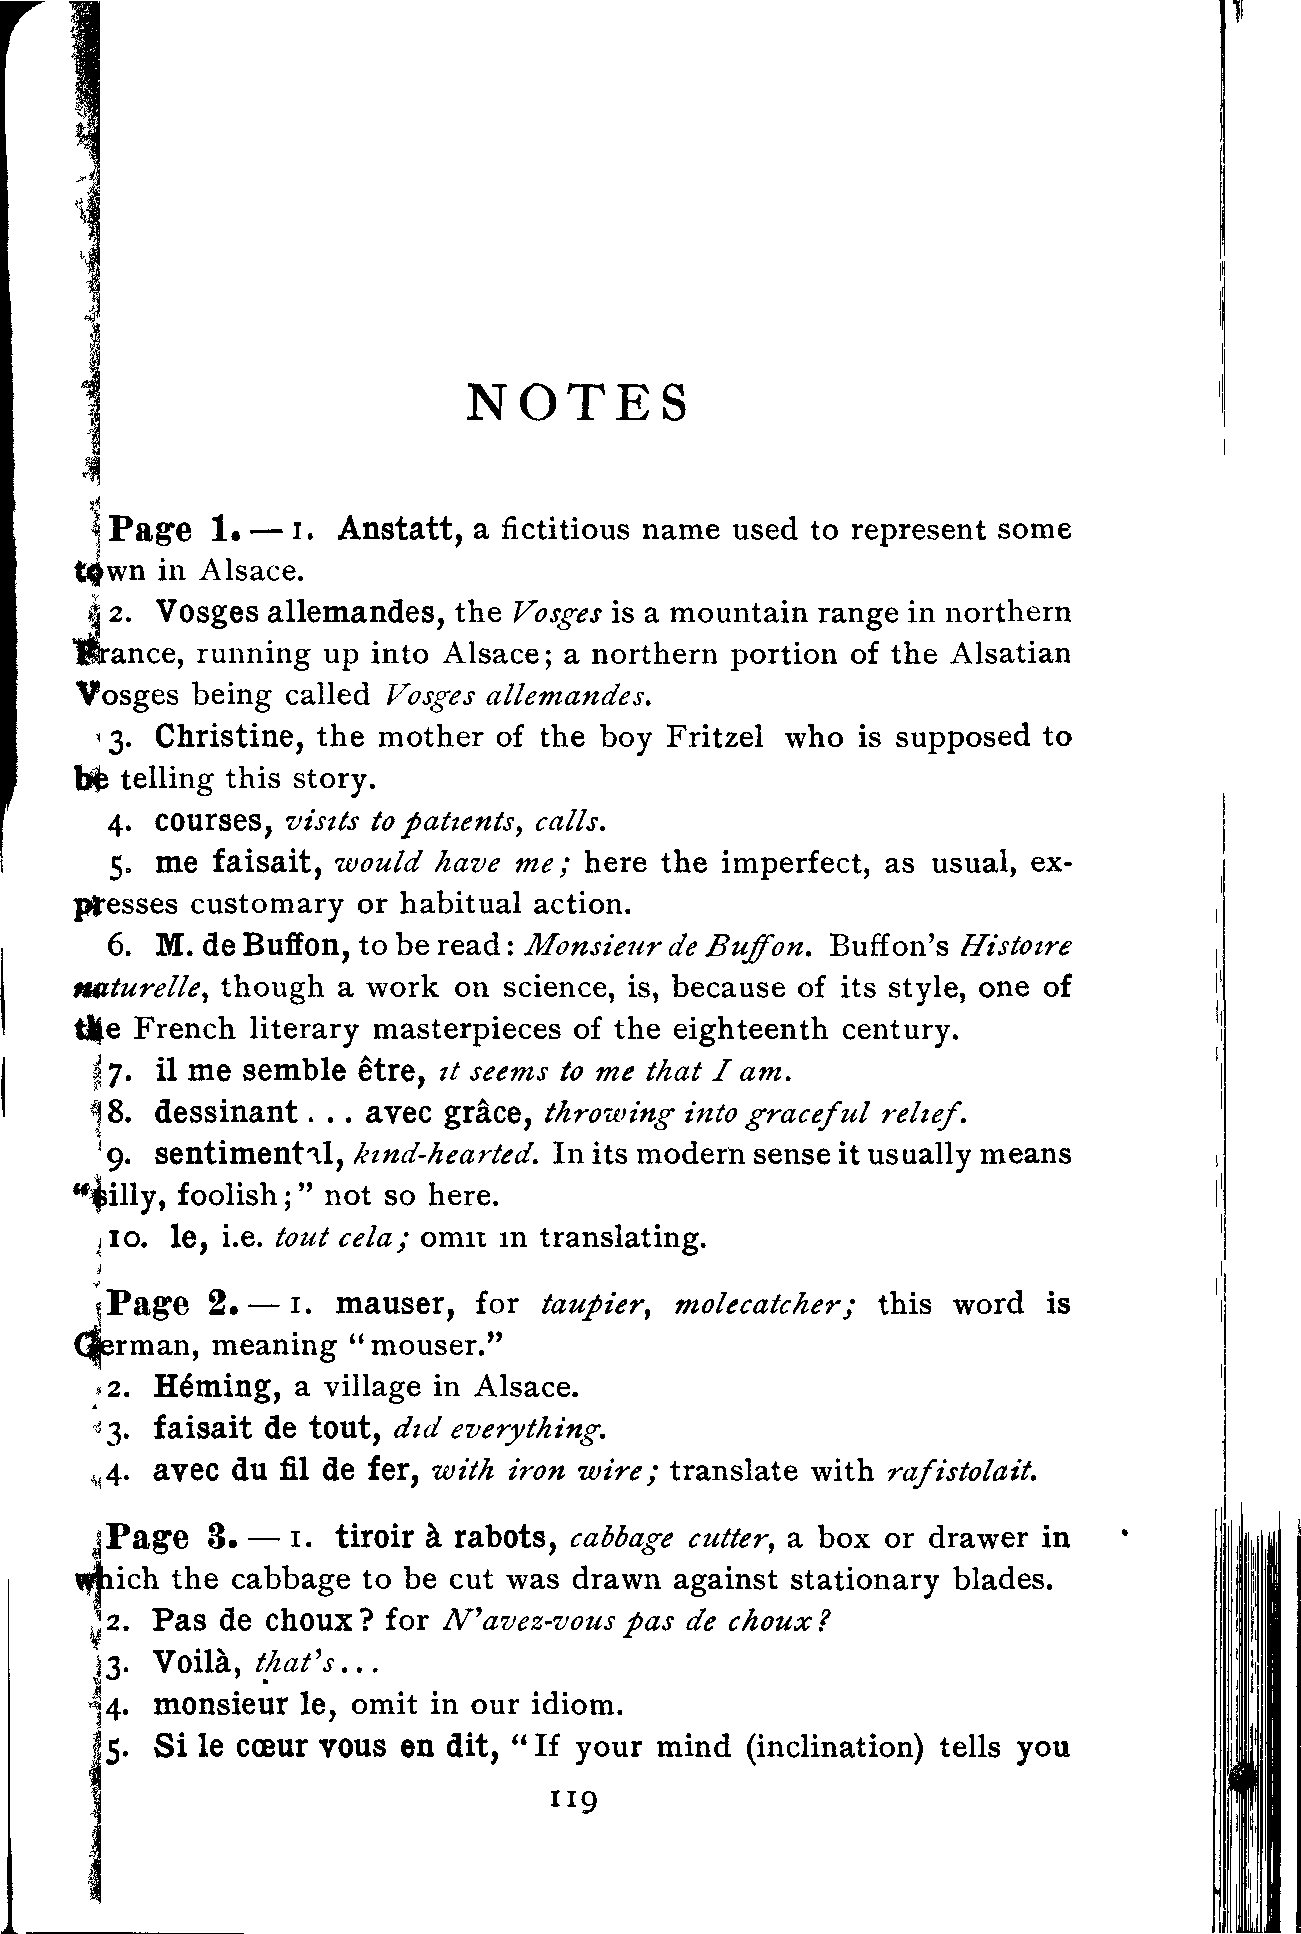 NOTES
Page 1. — 1. Anstatt, a fictitious name used to represent some
town in Alsace.
2. Vosges allemandes, the Vosges is a mountain range in northern
France, running up into Alsace; a northern portion of the Alsatian
Vosges being called Vosges allemandes.
3. Christine, the mother of the boy Fritzel who is supposed to
be telling this story.
4. courses, visits to patients, calls.
5. me faisait, would have me; here the imperfect, as usual, ex-
presses customary or habitual action.
6. M. de Buffon, to be read: Monsieur de Buffon. Buffon's Histoire
naturelle, though a work on science, is, because of its style, one of
the French literary masterpieces of the eighteenth century.
7. il me semble être, it seems to me that I am.
8. dessinant . . . avec grâce, throwing into graceful relief.
9. sentimental, kind-hearted. In its modern sense it usually means
"silly, foolish;" not so here.
10. le, i.e. tout cela; omit in translating.
Page 2. — 1. mauser, for taupier, molecatcher; this word is
German, meaning "mouser."
2. Héming, a village in Alsace.
3. faisait de tout, did everything.
4. avec du fil de fer, with iron wire; translate with rafistolait.
Page 3. — 1. tiroir à rabots, cabbage cutter, a box or drawer in
which the cabbage to be cut was drawn against stationary blades.
2. Pas de choux? for N'avez-vous pas de choux?
3. Voilà, that's...
4. monsieur le, omit in our idiom.
5. Si le cœur vous en dit, "If your mind (inclination) tells you
119